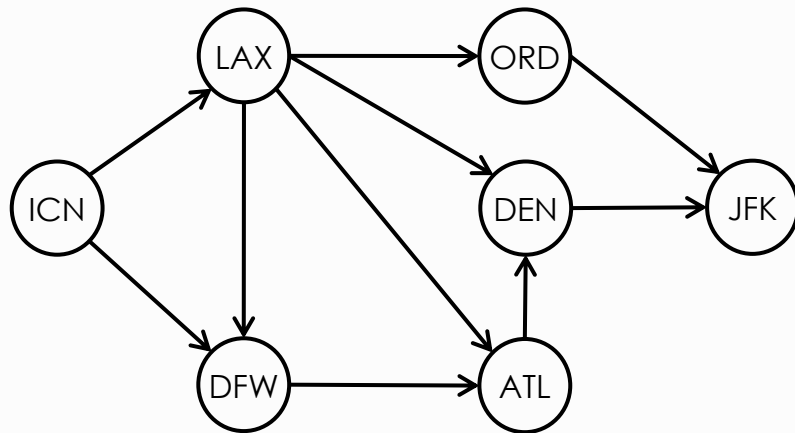 LAX
ORD
ICN
DEN
JFK
DFW
ATL